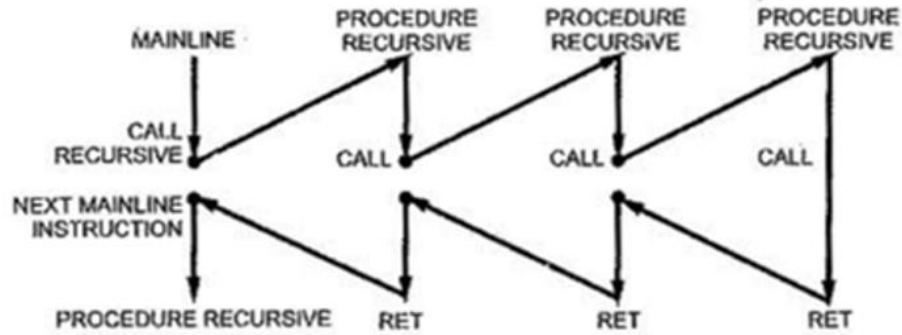 MAINLINE
PROCEDURE
RECURSIVE
PROCEDURE
RECURSIVE
PROCEDURE
RECURSIVE
CALL
RECURSIVE
CALL
CALL
CALL
NEXT MAINLINE
INSTRUCTION
PROCEDURE RECURSIVE
RET
RET
RET